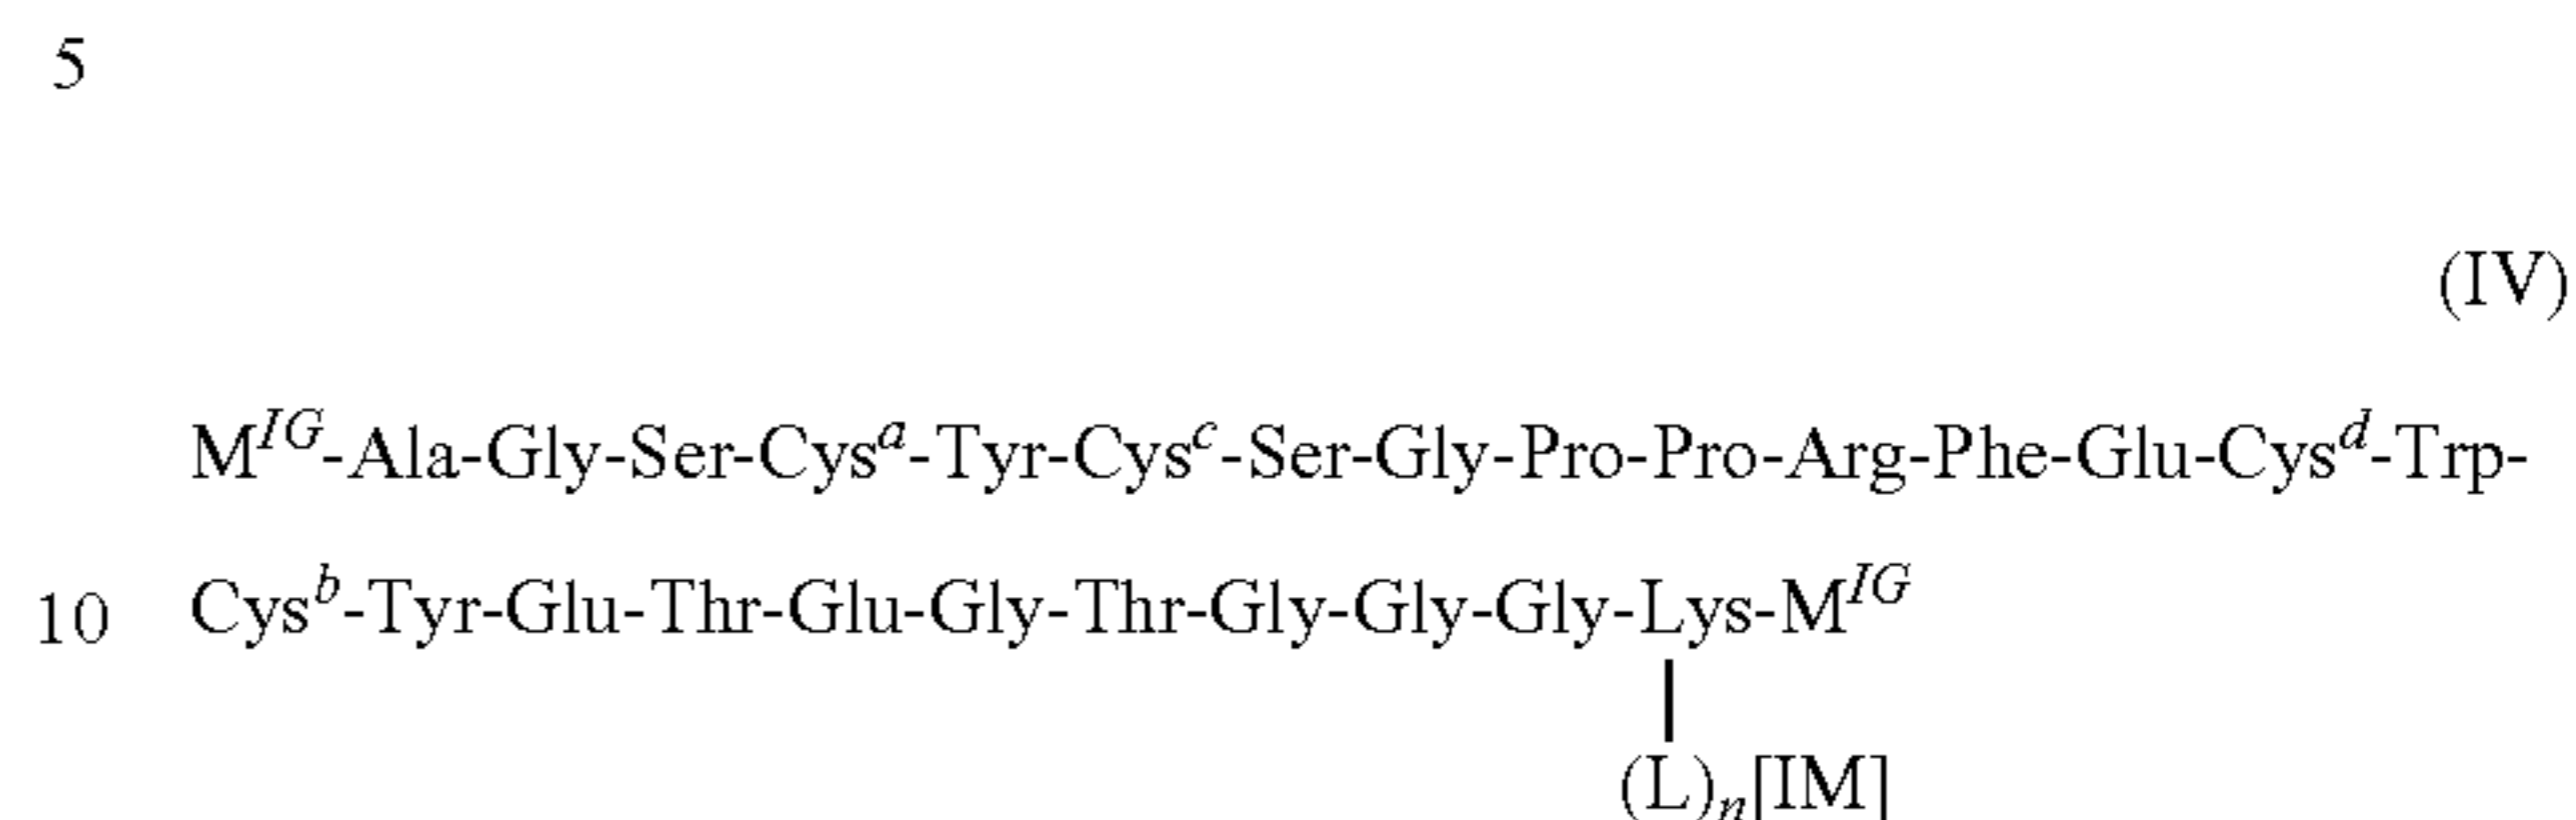 5
(IV)
M^IG-Ala-Gly-Ser-Cys^a-Tyr-Cys^c-Ser-Gly-Pro-Pro-Arg-Phe-Glu-Cys^d-Trp-
10 Cys^b-Tyr-Glu-Thr-Glu-Gly-Thr-Gly-Gly-Gly-Lys-M^IG
(L)_n[IM]